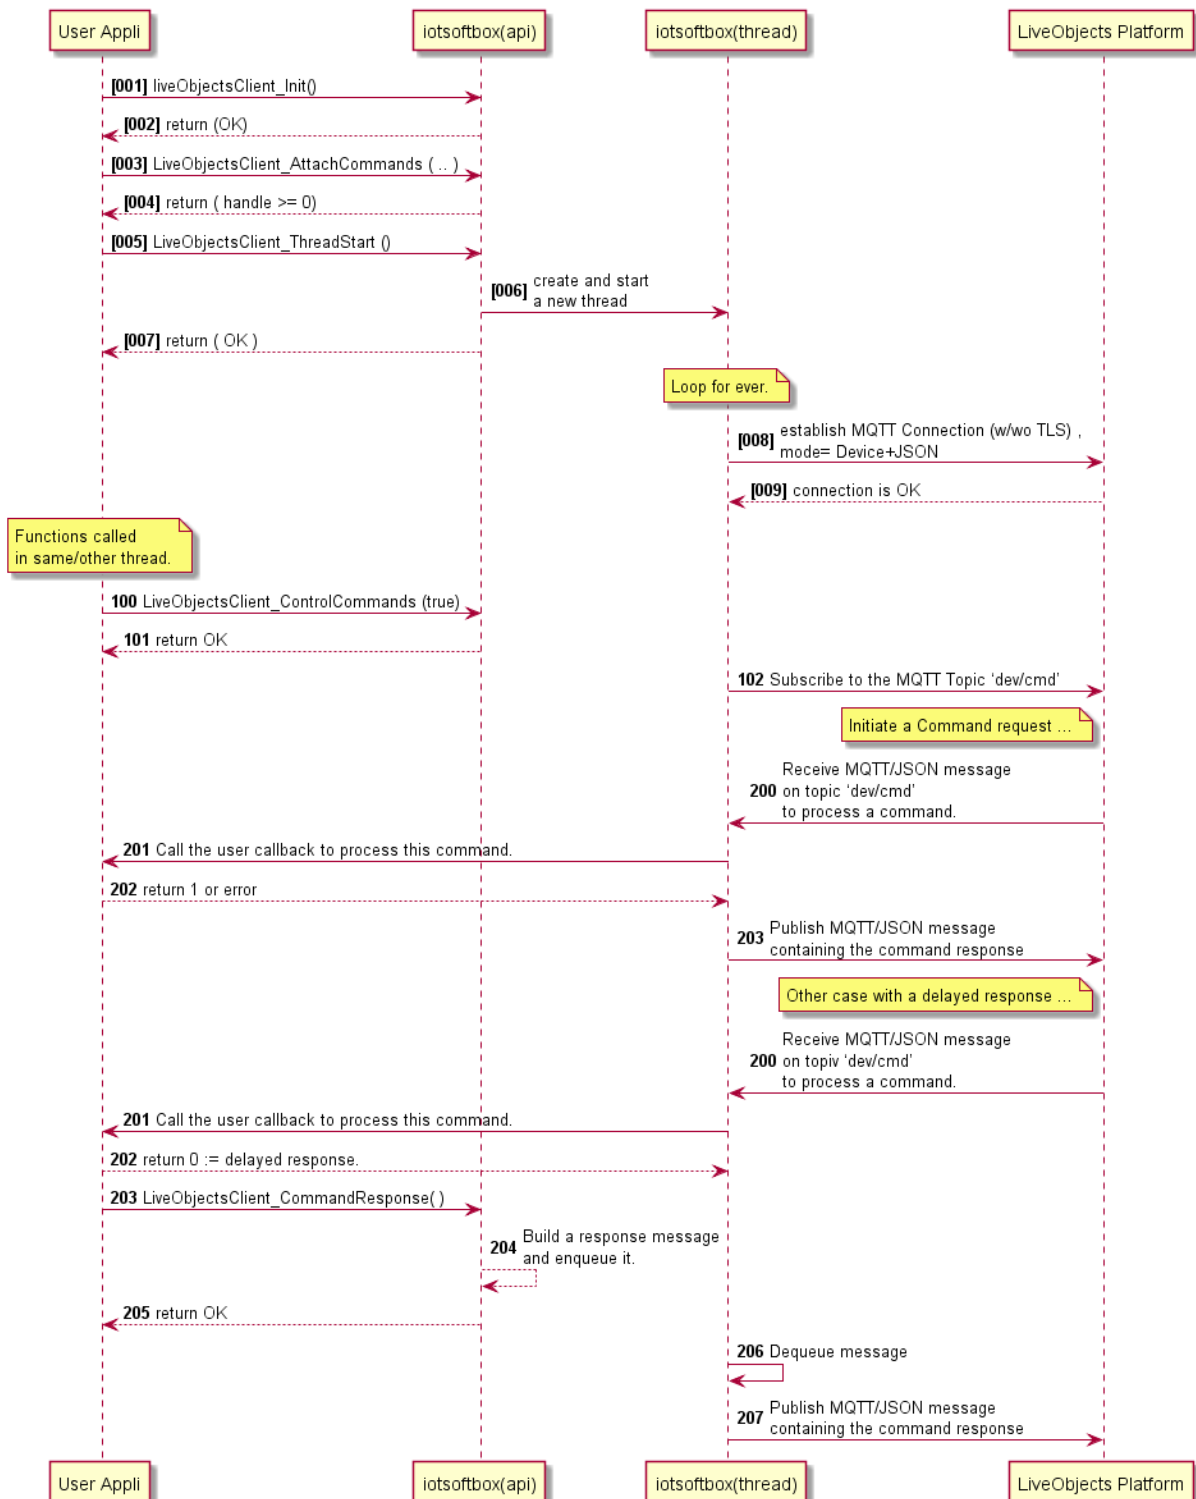 User Appli
iotsoftbox(api)
iotsoftbox(thread)
LiveObjects Platform
[001] liveObjectsClient_Init()
[002] return (OK)
[003] LiveObjectsClient_AttachCommands ( .. )
[004] return ( handle >= 0)
[005] LiveObjectsClient_ThreadStart ()
[006] create and start
a new thread
[007] return ( OK )
Loop for ever.
[008] establish MQTT Connection (w/wo TLS) ,
mode= Device+JSON
[009] connection is OK
Functions called
in same/other thread.
100 LiveObjectsClient_ControlCommands (true)
101 return OK
102 Subscribe to the MQTT Topic ‘dev/cmd’
Initiate a Command request ...
Receive MQTT/JSON message
200 on topic ‘dev/cmd’
to process a command.
201 Call the user callback to process this command.
202 return 1 or error
203 Publish MQTT/JSON message
containing the command response
Other case with a delayed response ...
Receive MQTT/JSON message
200 on topiv ‘dev/cmd’
to process a command.
201 Call the user callback to process this command.
202 return 0 := delayed response.
203 LiveObjectsClient_CommandResponse( )
204 Build a response message
and enqueue it.
205 return OK
206 Dequeue message
207 Publish MQTT/JSON message
containing the command response
User Appli
iotsoftbox(api)
iotsoftbox(thread)
LiveObjects Platform